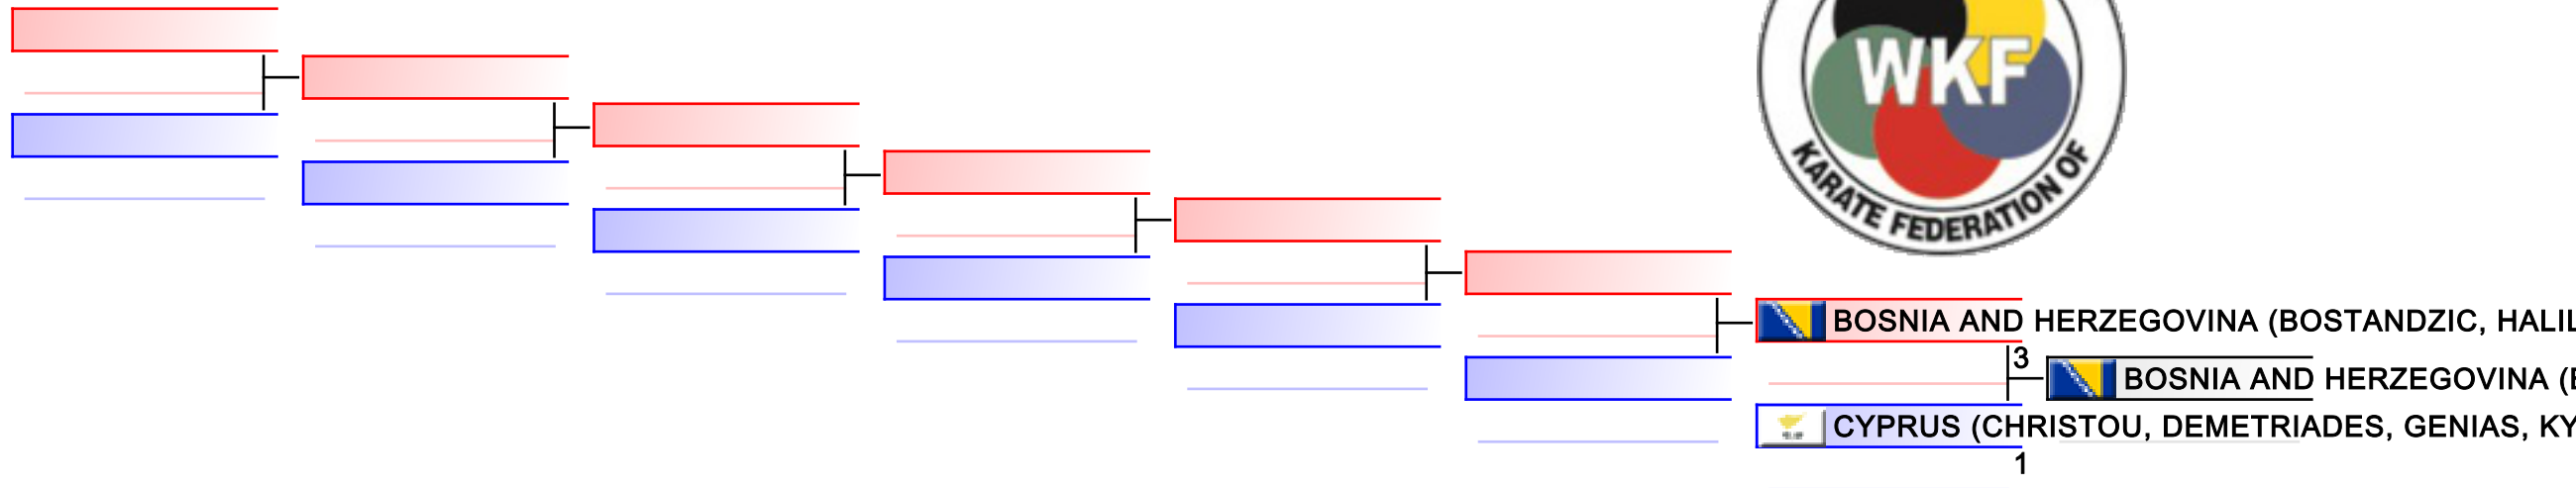 WKF
KARATE FEDERATION OF
BOSNIA AND HERZEGOVINA (BOSTANDZIC, HALIL
3
BOSNIA AND HERZEGOVINA (
CYPRUS (CHRISTOU, DEMETRIADES, GENIAS, KY
1